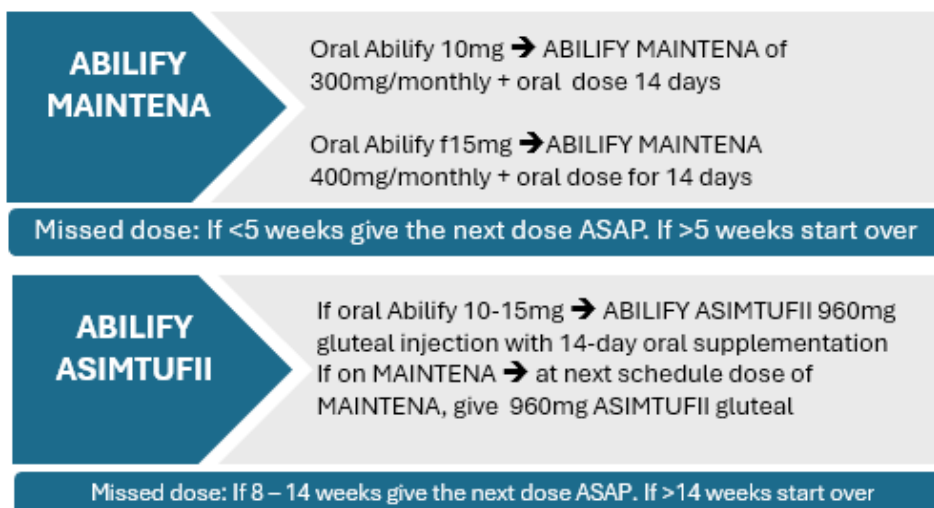 ABILIFY
MAINTENA
Oral Abilify 10mg ➔ ABILIFY MAINTENA of
300mg/monthly + oral dose 14 days
Oral Abilify f15mg ➔ABILIFY MAINTENA
400mg/monthly + oral dose for 14 days
Missed dose: If <5 weeks give the next dose ASAP. If >5 weeks start over
ABILIFY
ASIMTUFII
If oral Abilify 10-15mg ➔ ABILIFY ASIMTUFII 960mg
gluteal injection with 14-day oral supplementation
If on MAINTENA ➔ at next schedule dose of
MAINTENA, give 960mg ASIMTUFII gluteal
Missed dose: If 8 – 14 weeks give the next dose ASAP. If >14 weeks start over